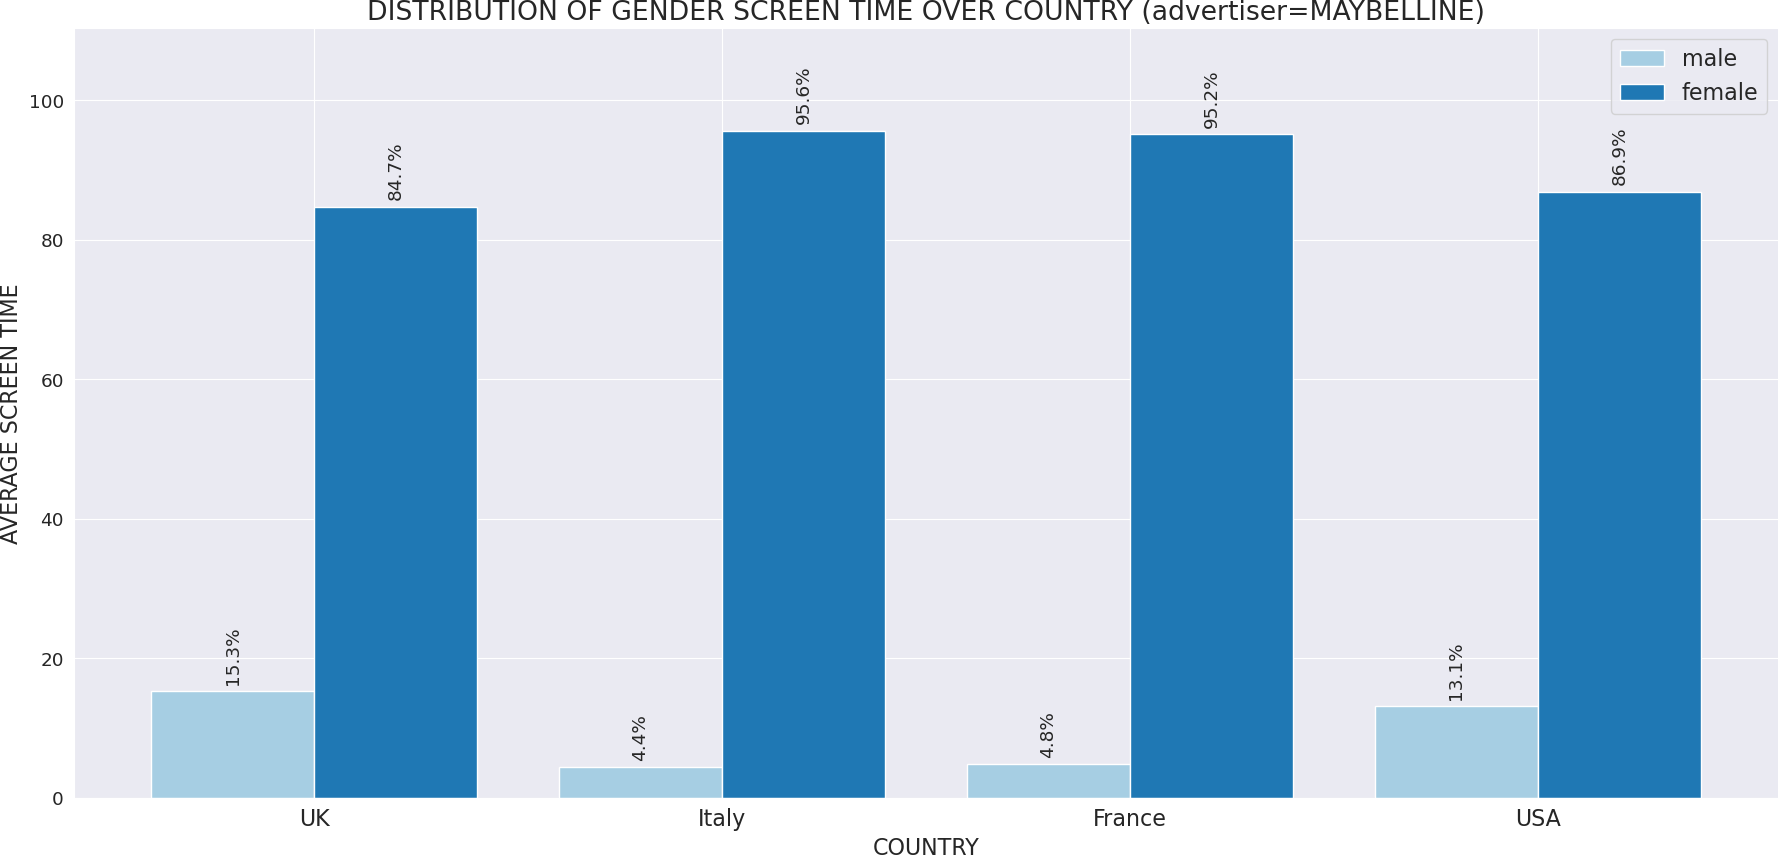 DISTRIBUTION OF GENDER SCREEN TIME OVER COUNTRY (advertiser=MAYBELLINE)
male
female
AVERAGE SCREEN TIME
100
80
60
40
20
0
15.3%
84.7%
4.4%
95.6%
4.8%
95.2%
13.1%
86.9%
UK
Italy
France
USA
COUNTRY